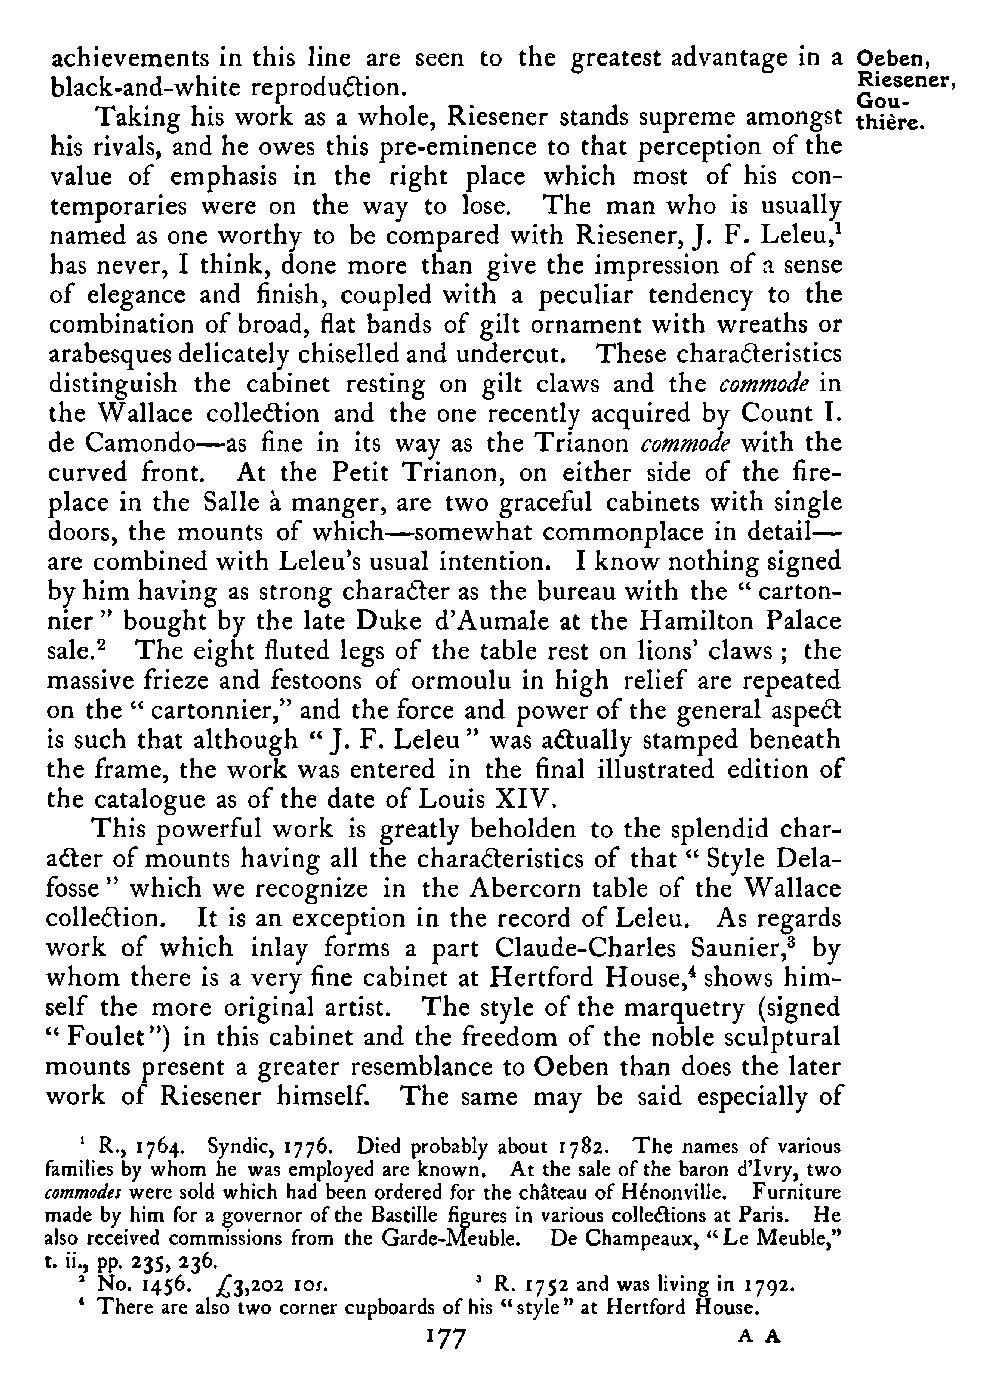 achievements in this line are seen to the greatest advantage in a
black-and-white reproduction.
Oeben,
Riesener,
Gou-
thière.
Taking his work as a whole, Riesener stands supreme amongst
his rivals, and he owes this pre-eminence to that perception of the
value of emphasis in the right place which most of his con-
temporaries were on the way to lose. The man who is usually
named as one worthy to be compared with Riesener, J. F. Leleu,¹
has never, I think, done more than give the impression of a sense
of elegance and finish, coupled with a peculiar tendency to the
combination of broad, flat bands of gilt ornament with wreaths or
arabesques delicately chiselled and undercut. These characteristics
distinguish the cabinet resting on gilt claws and the commode in
the Wallace collection and the one recently acquired by Count I.
de Camondo—as fine in its way as the Trianon commode with the
curved front. At the Petit Trianon, on either side of the fire-
place in the Salle à manger, are two graceful cabinets with single
doors, the mounts of which—somewhat commonplace in detail—
are combined with Leleu's usual intention. I know nothing signed
by him having as strong character as the bureau with the “ carton-
nier ” bought by the late Duke d'Aumale at the Hamilton Palace
sale.² The eight fluted legs of the table rest on lions' claws ; the
massive frieze and festoons of ormoulu in high relief are repeated
on the “ cartonnier,” and the force and power of the general aspect
is such that although “ J. F. Leleu ” was actually stamped beneath
the frame, the work was entered in the final illustrated edition of
the catalogue as of the date of Louis XIV.
This powerful work is greatly beholden to the splendid char-
acter of mounts having all the characteristics of that “ Style Dela-
fosse ” which we recognize in the Abercorn table of the Wallace
collection. It is an exception in the record of Leleu. As regards
work of which inlay forms a part Claude-Charles Saunier,³ by
whom there is a very fine cabinet at Hertford House,⁴ shows him-
self the more original artist. The style of the marquetry (signed
“ Foulet”) in this cabinet and the freedom of the noble sculptural
mounts present a greater resemblance to Oeben than does the later
work of Riesener himself. The same may be said especially of
¹ R., 1764. Syndic, 1776. Died probably about 1782. The names of various
families by whom he was employed are known. At the sale of the baron d'Ivry, two
commodes were sold which had been ordered for the château of Hénonville. Furniture
made by him for a governor of the Bastille figures in various collections at Paris. He
also received commissions from the Garde-Meuble. De Champeaux, “ Le Meuble,”
t. ii., pp. 235, 236.
² No. 1456. £3,202 10s. ³ R. 1752 and was living in 1792.
⁴ There are also two corner cupboards of his “ style ” at Hertford House.
177 A A